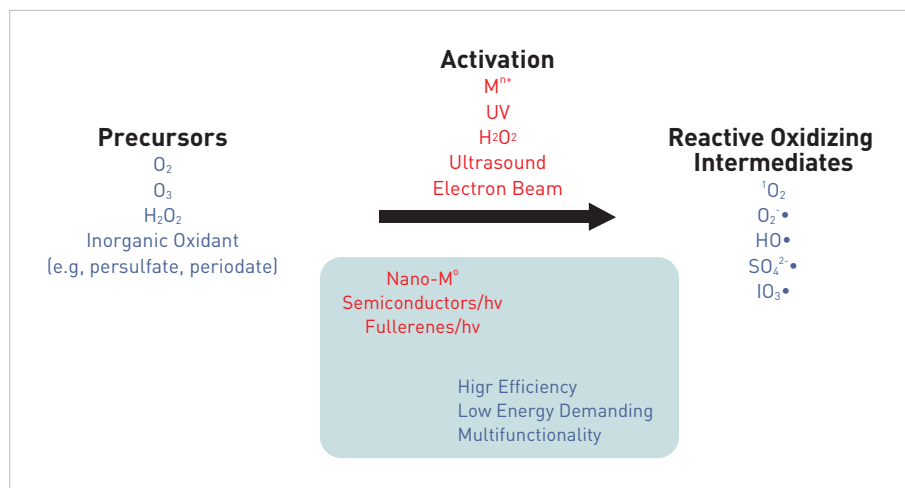 Precursors
O₂
O₃
H₂O₂
Inorganic Oxidant
(e.g, persulfate, periodate)
Activation
Mⁿ⁺
UV
H²O²
Ultrasound
Electron Beam
Nano-M⁰
Semiconductors/hv
Fullerenes/hv
Higr Efficiency
Low Energy Demanding
Multifunctionality
Reactive Oxidizing
Intermediates
¹O₂
O₂⁻•
HO•
SO₄²⁻•
IO₃•